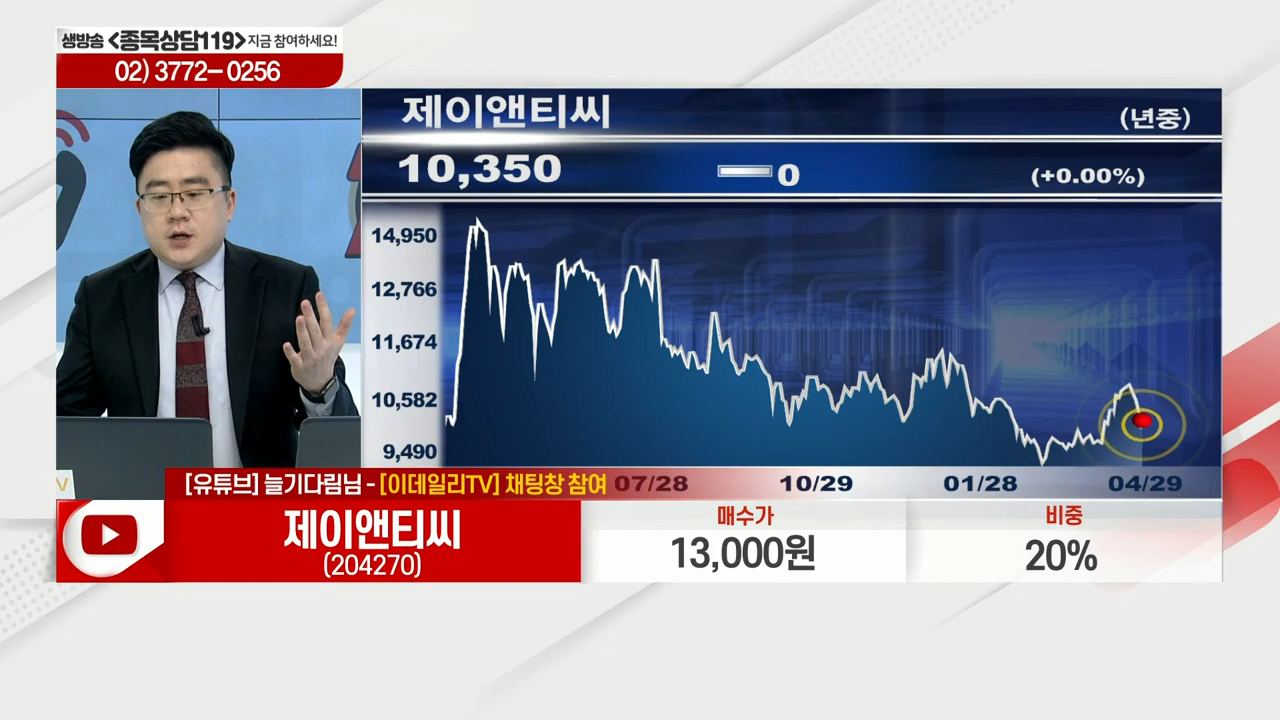 생방송 <종목상담119> 지금 참여하세요!
02) 3772-0256
제이앤티씨
(년중)
10,350
0
(+0.00%)
14,950
12,766
11,674
10,582
9,490
07/28
10/29
01/28
04/29
[유튜브] 늘기다림님 - [이데일리TV] 채팅창 참여
제이앤티씨
(204270)
매수가
13,000원
비중
20%